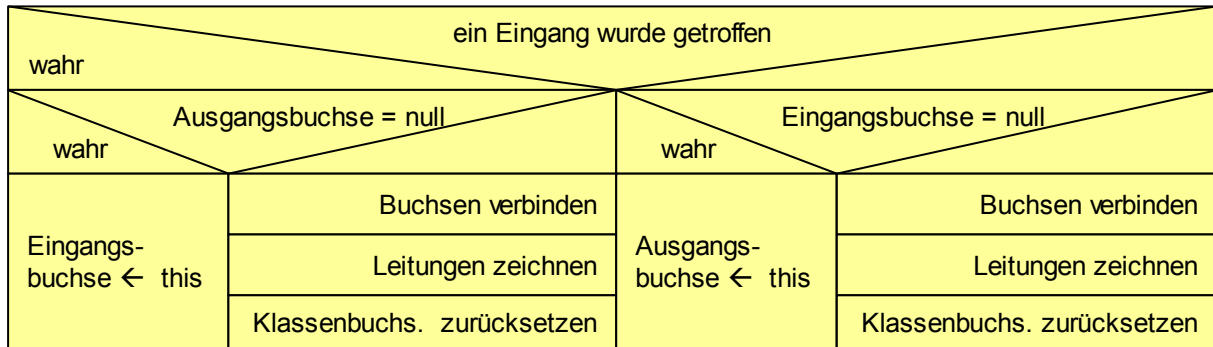 ein Eingang wurde getroffen
wahr
Ausgangsbuchse = null
Eingangsbuchse = null
wahr
wahr
Eingangs-
buchse ← this
Buchsen verbinden
Leitungen zeichnen
Klassenbuchs. zurücksetzen
Ausgangs-
buchse ← this
Buchsen verbinden
Leitungen zeichnen
Klassenbuchs. zurücksetzen